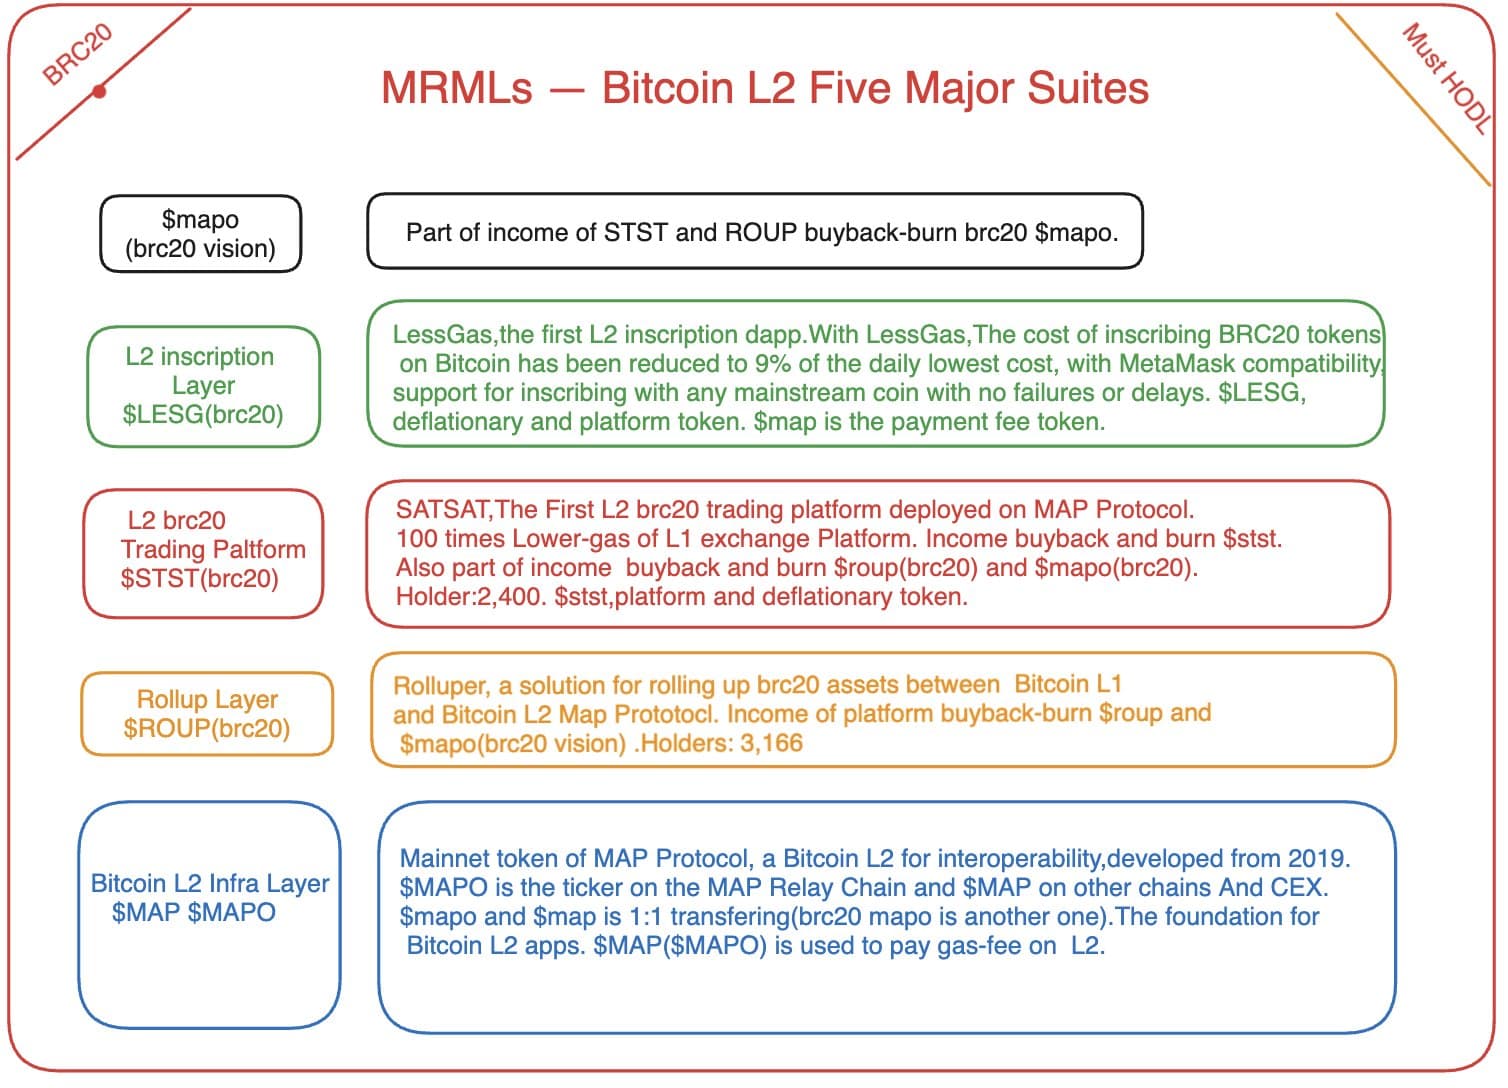 BRC20
Must HODL
MRMLs — Bitcoin L2 Five Major Suites
$mapo
(brc20 vision)
Part of income of STST and ROUP buyback-burn brc20 $mapo.
L2 inscription
Layer
$LESG(brc20)
LessGas,the first L2 inscription dapp.With LessGas,The cost of inscribing BRC20 tokens
on Bitcoin has been reduced to 9% of the daily lowest cost, with MetaMask compatibility,
support for inscribing with any mainstream coin with no failures or delays. $LESG,
deflationary and platform token. $map is the payment fee token.
L2 brc20
Trading Paltform
$STST(brc20)
SATSAT,The First L2 brc20 trading platform deployed on MAP Protocol.
100 times Lower-gas of L1 exchange Platform. Income buyback and burn $stst.
Also part of income  buyback and burn $roup(brc20) and $mapo(brc20).
Holder:2,400. $stst,platform and deflationary token.
Rollup Layer
$ROUP(brc20)
Rolluper, a solution for rolling up brc20 assets between  Bitcoin L1
and Bitcoin L2 Map Prototocl. Income of platform buyback-burn $roup and
$mapo(brc20 vision) .Holders: 3,166
Bitcoin L2 Infra Layer
$MAP $MAPO
Mainnet token of MAP Protocol, a Bitcoin L2 for interoperability,developed from 2019.
$MAPO is the ticker on the MAP Relay Chain and $MAP on other chains And CEX.
$mapo and $map is 1:1 transfering(brc20 mapo is another one).The foundation for
Bitcoin L2 apps. $MAP($MAPO) is used to pay gas-fee on  L2.